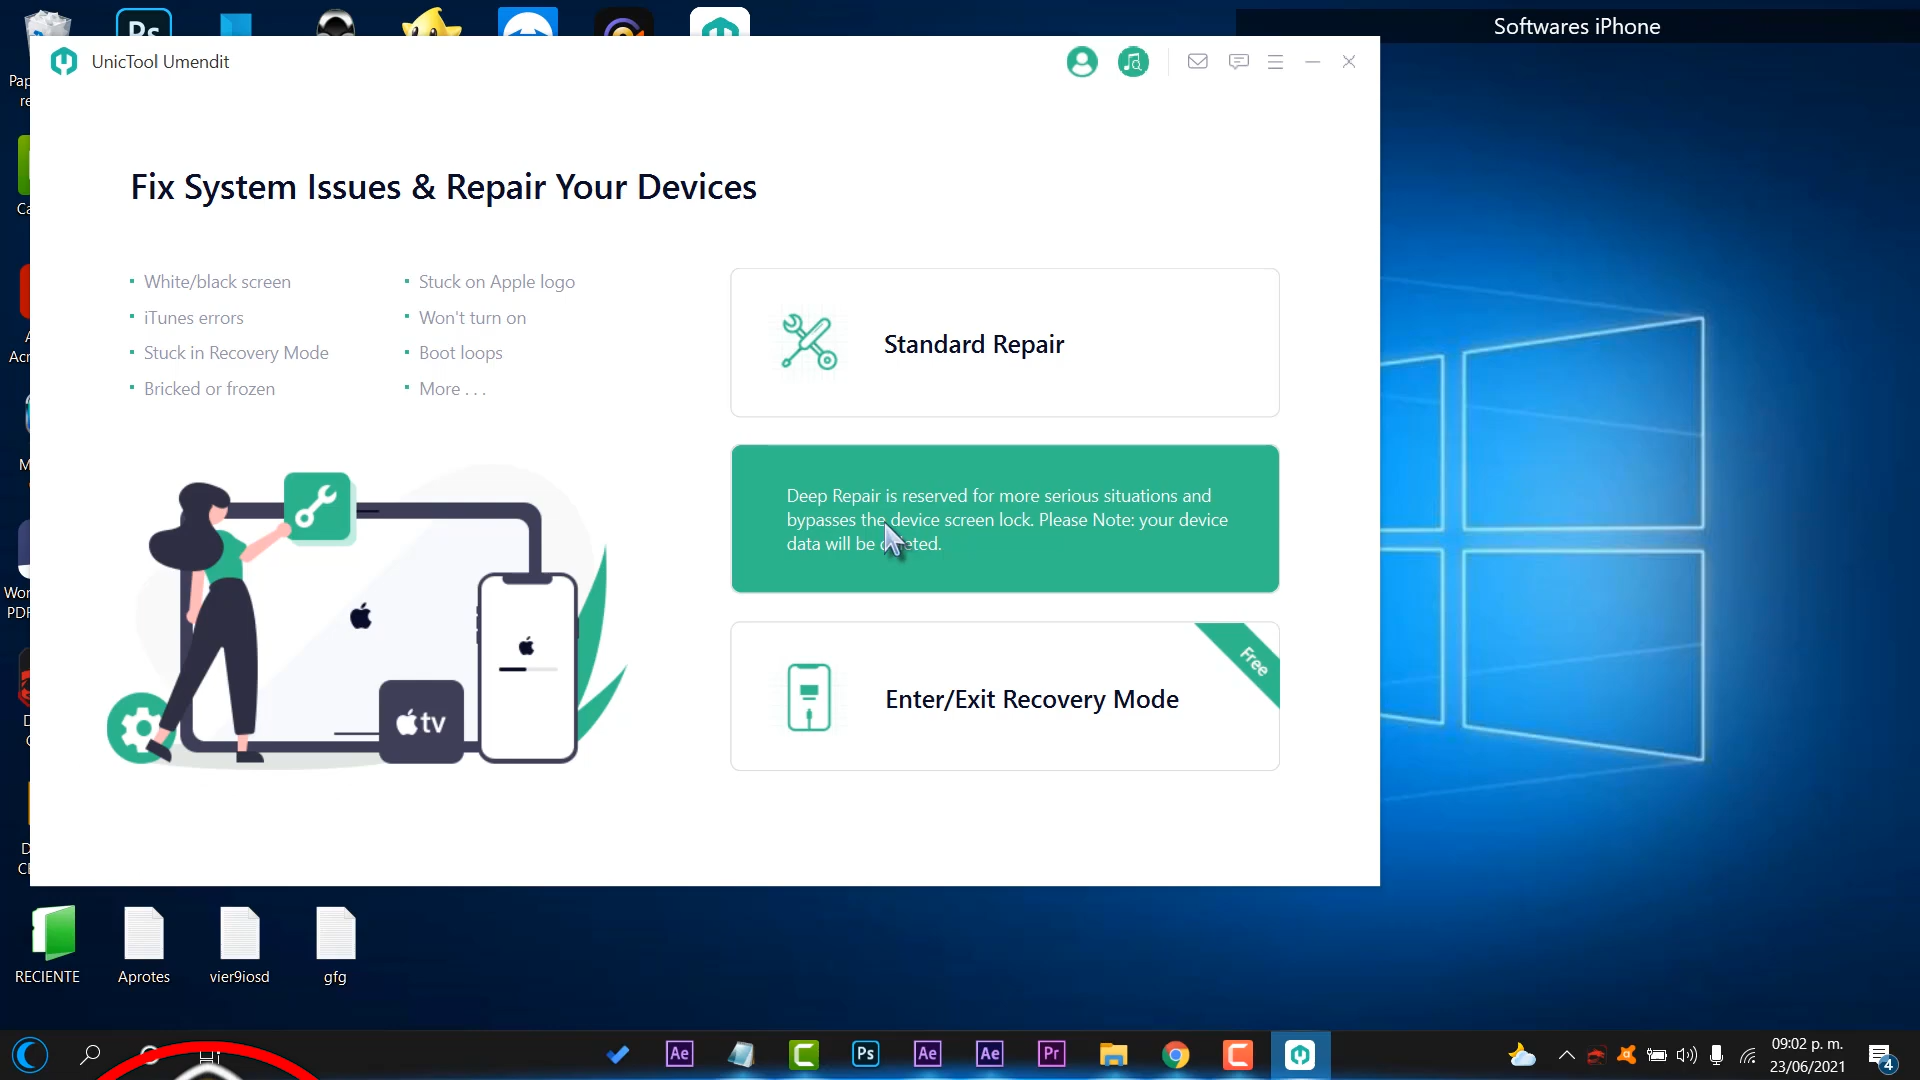 Softwares iPhone
Ps
UnicTool Umendit
Fix System Issues & Repair Your Devices
White/black screen
iTunes errors
Stuck in Recovery Mode
Bricked or frozen
Stuck on Apple logo
Won't turn on
Boot loops
More . . .
Standard Repair
Deep Repair is reserved for more serious situations and
bypasses the device screen lock. Please Note: your device
data will be deleted.
Enter/Exit Recovery Mode
Free
tv
RECIENTE
Aprotes
vier9iosd
gfg
Ae
Ps
Ae
Ae
Pr
09:02 p. m.
23/06/2021
4